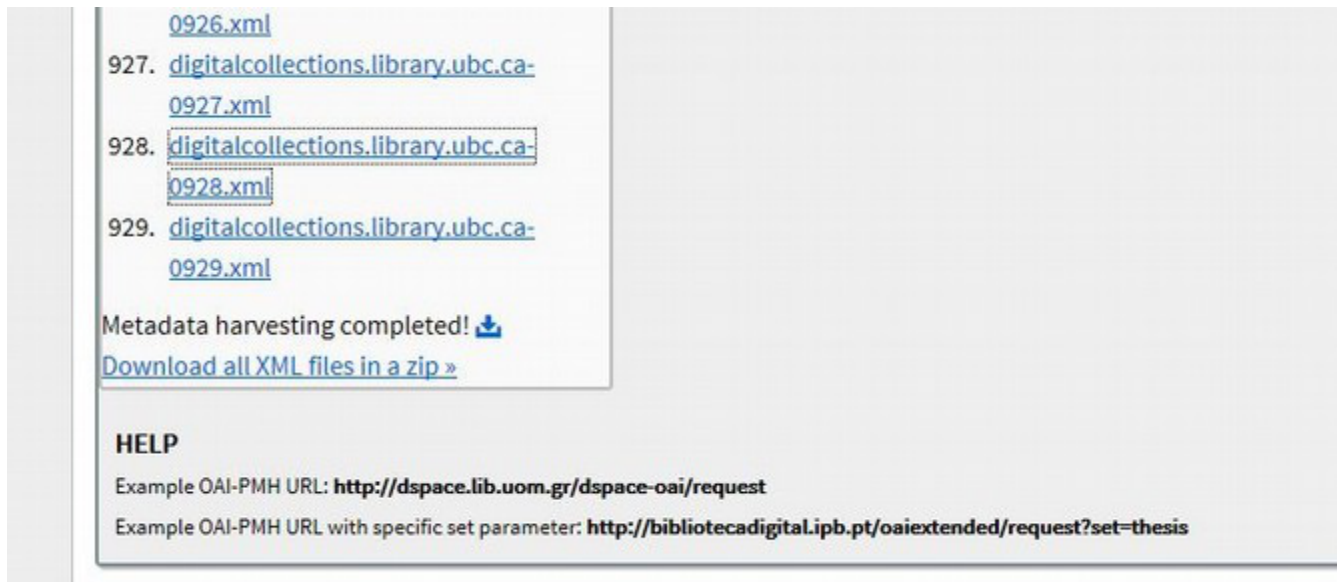 0926.xml
927. digitalcollections.library.ubc.ca-
0927.xml
928. digitalcollections.library.ubc.ca-
0928.xml
929. digitalcollections.library.ubc.ca-
0929.xml
Metadata harvesting completed!
Download all XML files in a zip »
HELP
Example OAI-PMH URL: http://dspace.lib.uom.gr/dspace-oai/request
Example OAI-PMH URL with specific set parameter: http://bibliotecadigital.ipb.pt/oaiextended/request?set=thesis